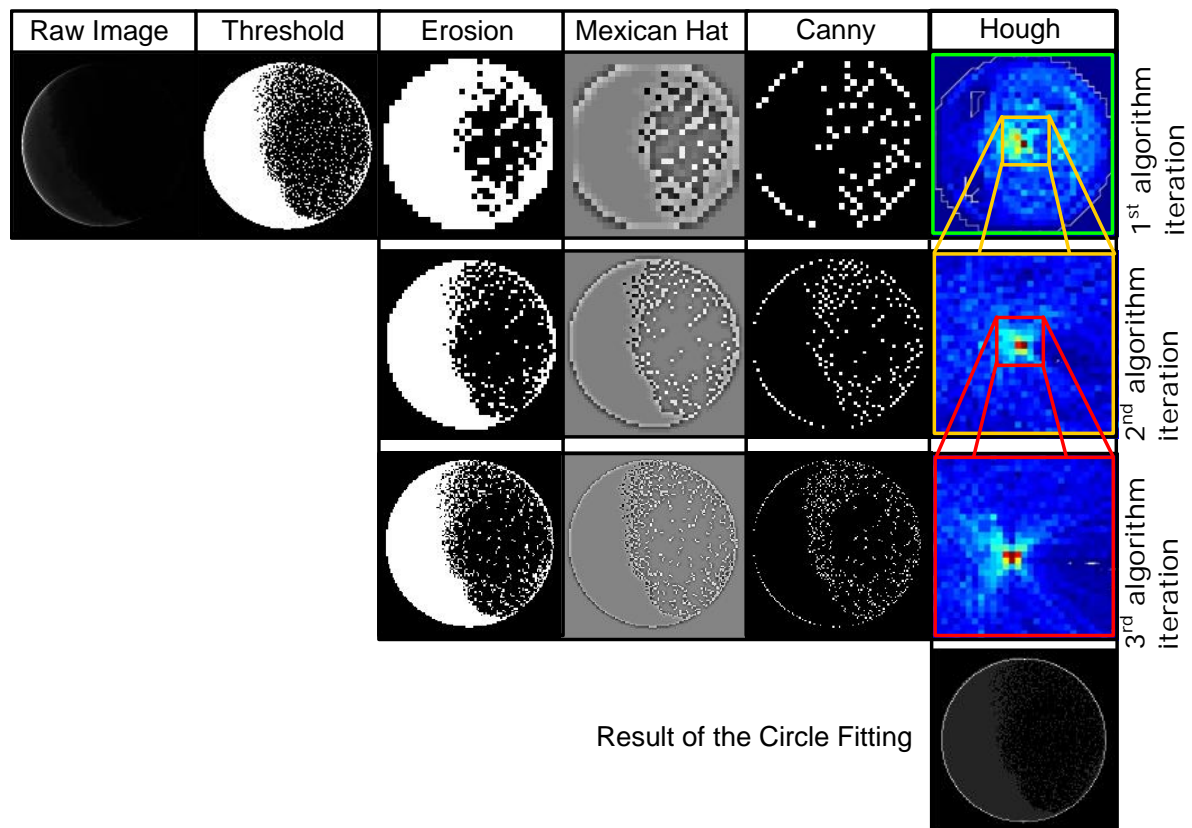 Raw Image
Threshold
Erosion
Mexican Hat
Canny
Hough
1st algorithm
iteration
2nd algorithm
iteration
3rd algorithm
iteration
Result of the Circle Fitting